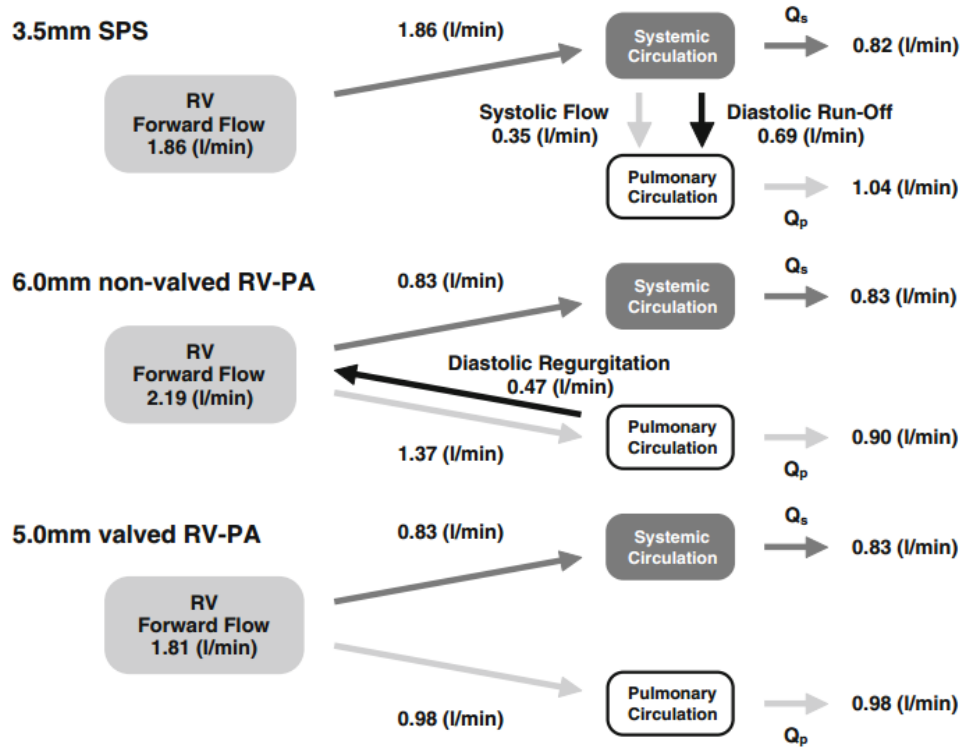 3.5mm SPS
1.86 (l/min)
Systemic
Circulation
Qs
0.82 (l/min)
RV
Forward Flow
1.86 (l/min)
Systolic Flow
0.35 (l/min)
Diastolic Run-Off
0.69 (l/min)
Pulmonary
Circulation
1.04 (l/min)
Qp
6.0mm non-valved RV-PA
0.83 (l/min)
Systemic
Circulation
Qs
0.83 (l/min)
RV
Forward Flow
2.19 (l/min)
Diastolic Regurgitation
0.47 (l/min)
1.37 (l/min)
Pulmonary
Circulation
0.90 (l/min)
Qp
5.0mm valved RV-PA
0.83 (l/min)
Systemic
Circulation
Qs
0.83 (l/min)
RV
Forward Flow
1.81 (l/min)
0.98 (l/min)
Pulmonary
Circulation
0.98 (l/min)
Qp